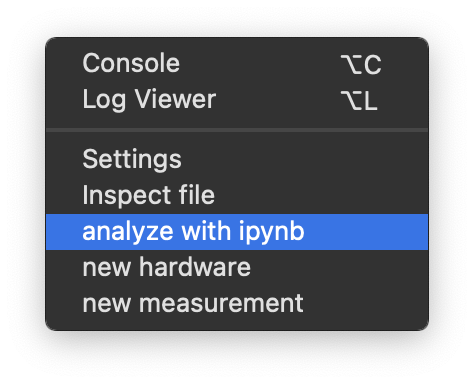 Console ⌥C
Log Viewer ⌥L
Settings
Inspect file
analyze with ipynb
new hardware
new measurement